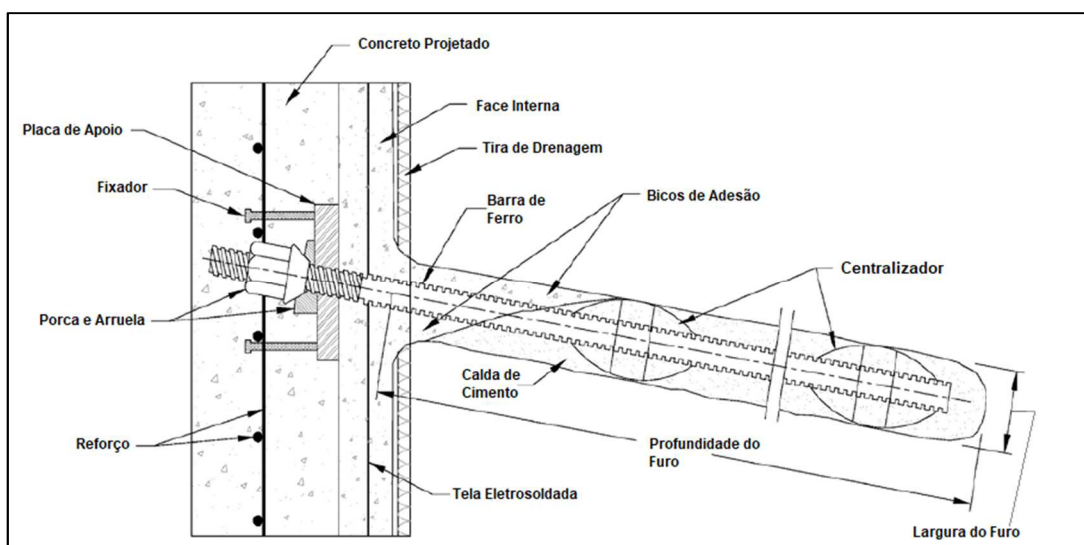 Concreto Projetado
Face Interna
Placa de Apoio
Tira de Drenagem
Fixador
Barra de
Ferro
Bicos de Adesão
Centralizador
Porca e Arruela
Calda de
Cimento
Reforço
Profundidade do
Furo
Tela Eletrosoldada
Largura do Furo